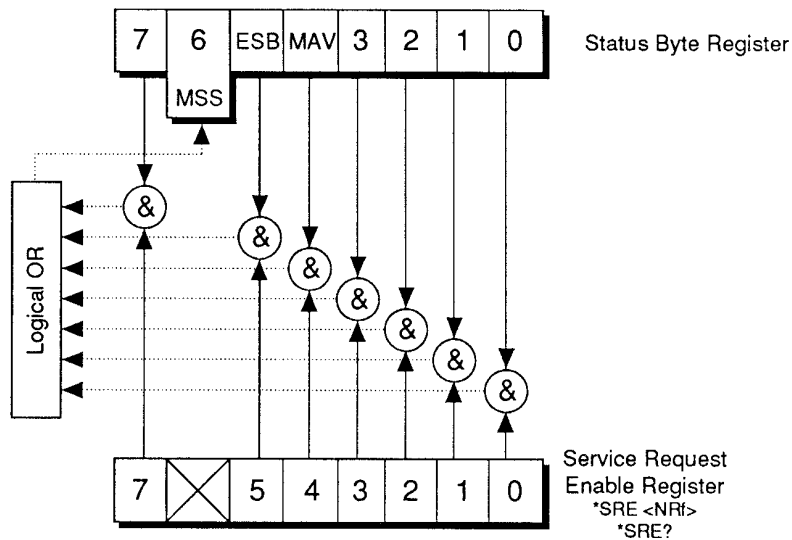 7 6 ESB MAV 3 2 1 0
Status Byte Register
MSS
&
&
&
&
&
&
&
Logical OR
7 5 4 3 2 1 0
Service Request
Enable Register
*SRE <NRf>
*SRE?